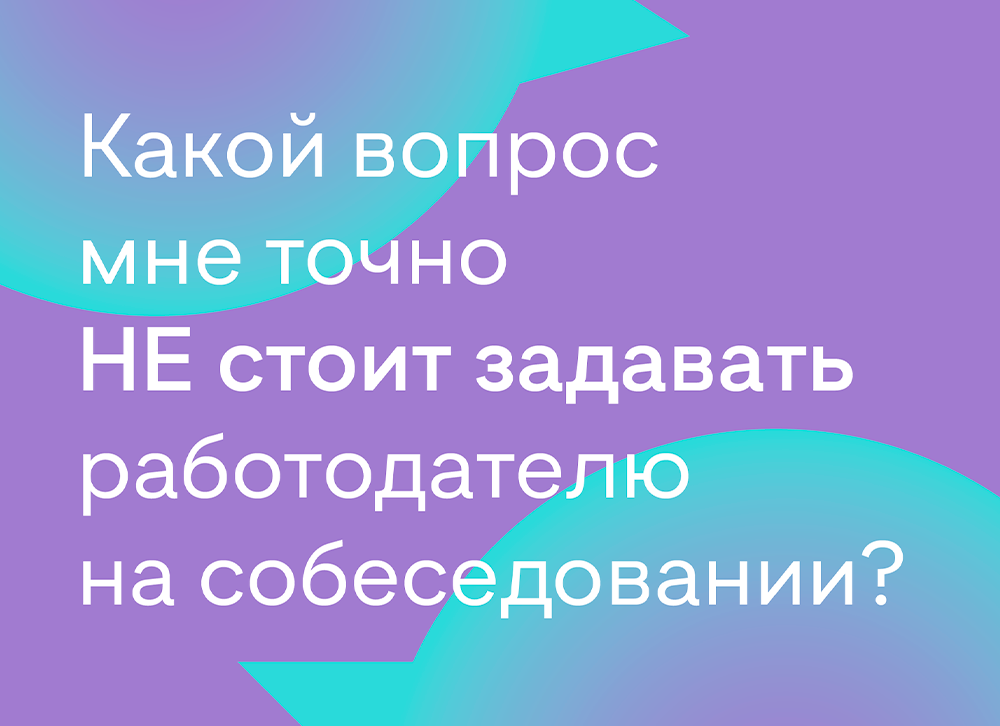 Какой вопрос
мне точно
НЕ стоит задавать
работодателю
на собеседовании?